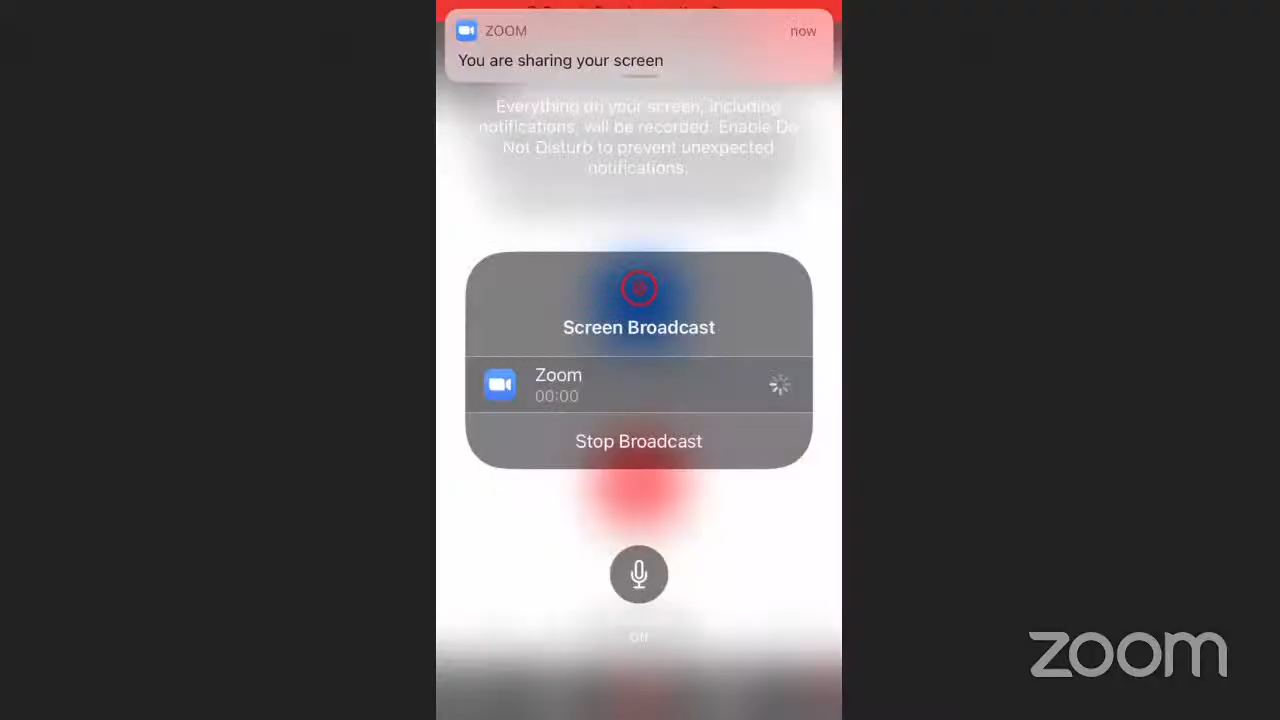 ZOOM
now
You are sharing your screen
Everything on your screen, including
notifications, will be recorded. Enable Do
Not Disturb to prevent unexpected
notifications.
Screen Broadcast
Zoom
00:00
Stop Broadcast
Off
zoom